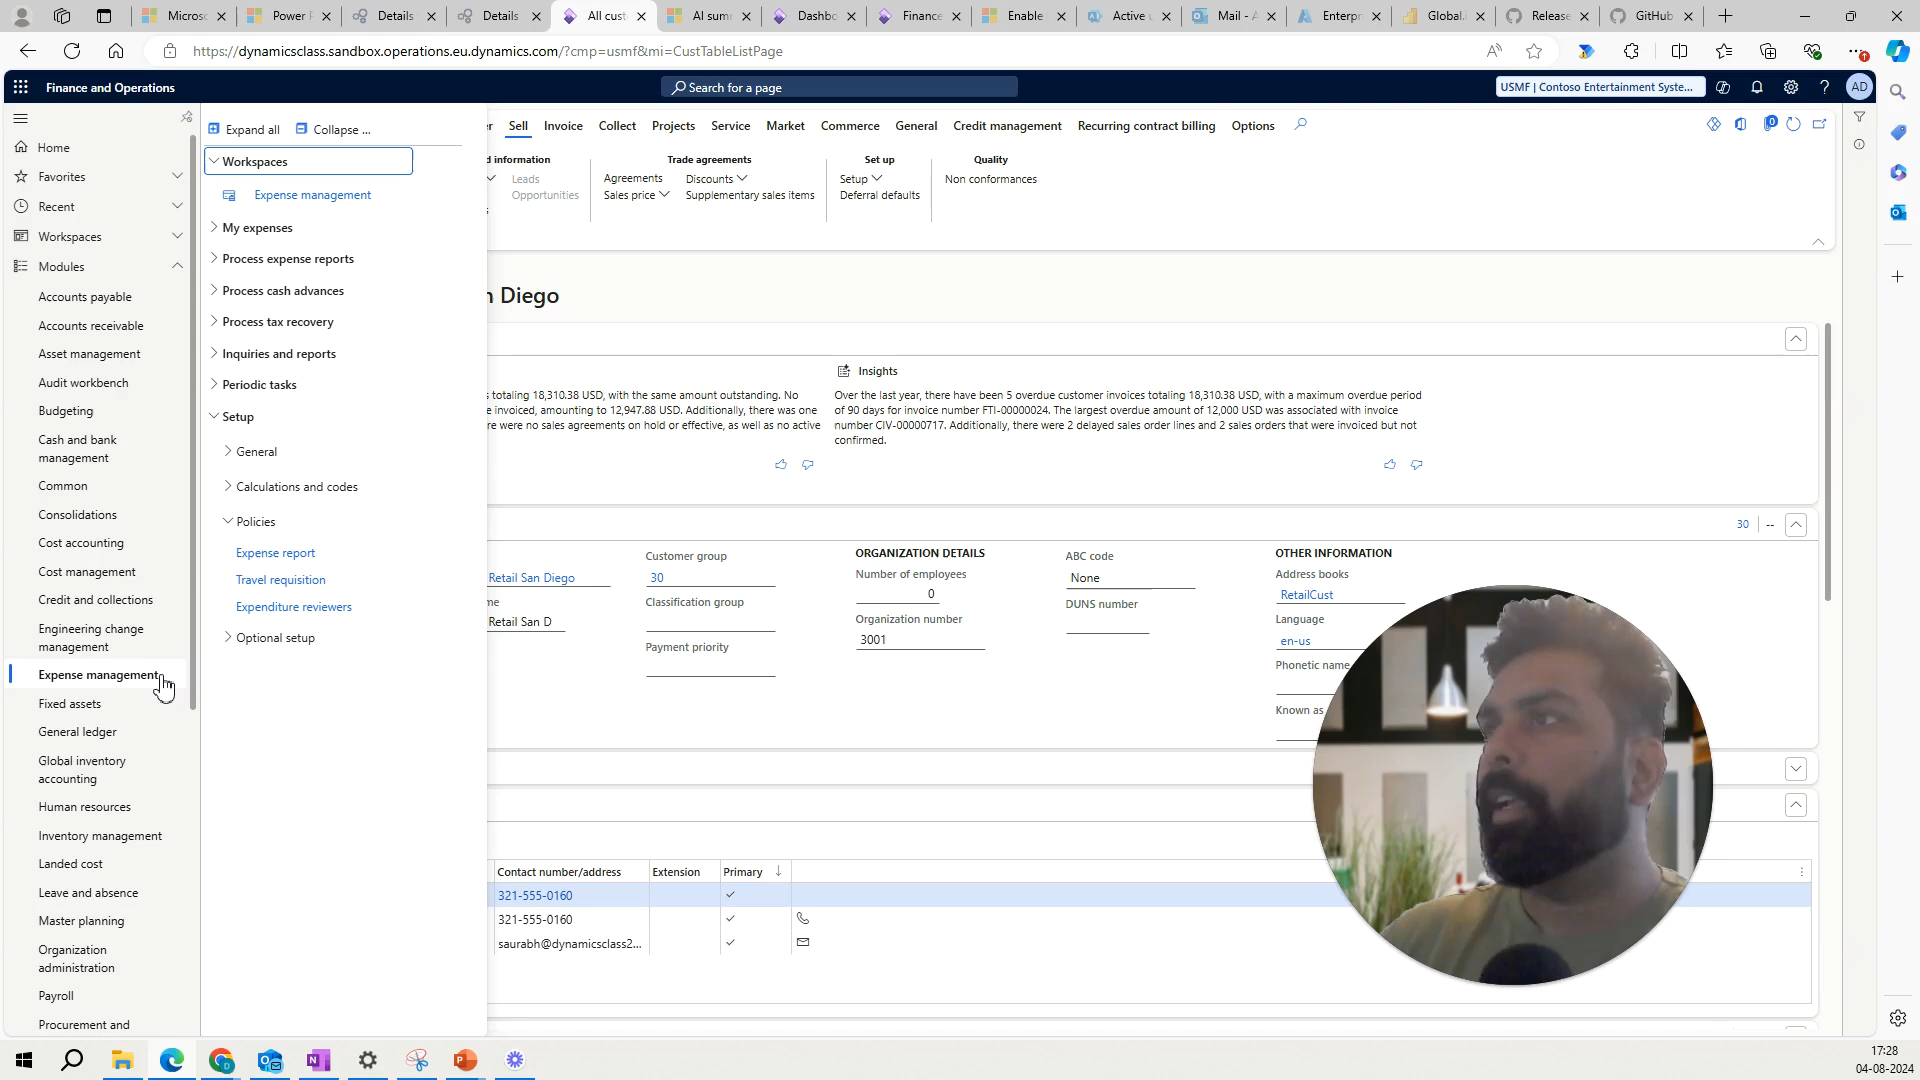 Microsc
Power F
Details
Details
All cust
AI sumr
Dashbo
Finance
Enable
Active u
Mail - A
Enterpr
Global.i
Release
GitHub
https://dynamicsclass.sandbox.operations.eu.dynamics.com/?cmp=usmf&mi=CustTableListPage
Finance and Operations
Search for a page
USMF | Contoso Entertainment Syste...
AD
Expand all
Collapse ...
Sell
Invoice
Collect
Projects
Service
Market
Commerce
General
Credit management
Recurring contract billing
Options
0
Home
Favorites
Recent
Workspaces
Modules
Accounts payable
Accounts receivable
Asset management
Audit workbench
Budgeting
Cash and bank
management
Common
Consolidations
Cost accounting
Cost management
Credit and collections
Engineering change
management
Expense management
Fixed assets
General ledger
Global inventory
accounting
Human resources
Inventory management
Landed cost
Leave and absence
Master planning
Organization
administration
Payroll
Procurement and
Workspaces
Expense management
My expenses
Process expense reports
Process cash advances
Process tax recovery
Inquiries and reports
Periodic tasks
Setup
General
Calculations and codes
Policies
Expense report
Travel requisition
Expenditure reviewers
Optional setup
d information
Leads
Opportunities
Trade agreements
Agreements
Discounts
Sales price
Supplementary sales items
Set up
Setup
Deferral defaults
Quality
Non conformances
n Diego
s totaling 18,310.38 USD, with the same amount outstanding. No
e invoiced, amounting to 12,947.88 USD. Additionally, there was one
re were no sales agreements on hold or effective, as well as no active
Insights
Over the last year, there have been 5 overdue customer invoices totaling 18,310.38 USD, with a maximum overdue period
of 90 days for invoice number FTI-00000024. The largest overdue amount of 12,000 USD was associated with invoice
number CIV-00000717. Additionally, there were 2 delayed sales order lines and 2 sales orders that were invoiced but not
confirmed.
30
--
Retail San Diego
me
Retail San D
Customer group
30
Classification group
Payment priority
ORGANIZATION DETAILS
Number of employees
0
Organization number
3001
ABC code
None
DUNS number
OTHER INFORMATION
Address books
RetailCust
Language
en-us
Phonetic name
Known as
Contact number/address
Extension
Primary
321-555-0160
321-555-0160
saurabh@dynamicsclass2...
17:28
04-08-2024